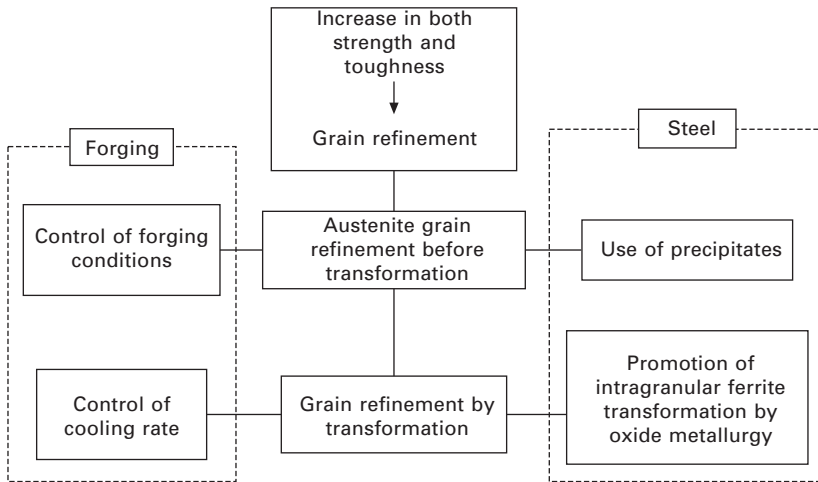 Increase in both
strength and
toughness
Grain refinement
Forging
Steel
Control of forging
conditions
Austenite grain
refinement before
transformation
Use of precipitates
Control of
cooling rate
Grain refinement by
transformation
Promotion of
intragranular ferrite
transformation by
oxide metallurgy